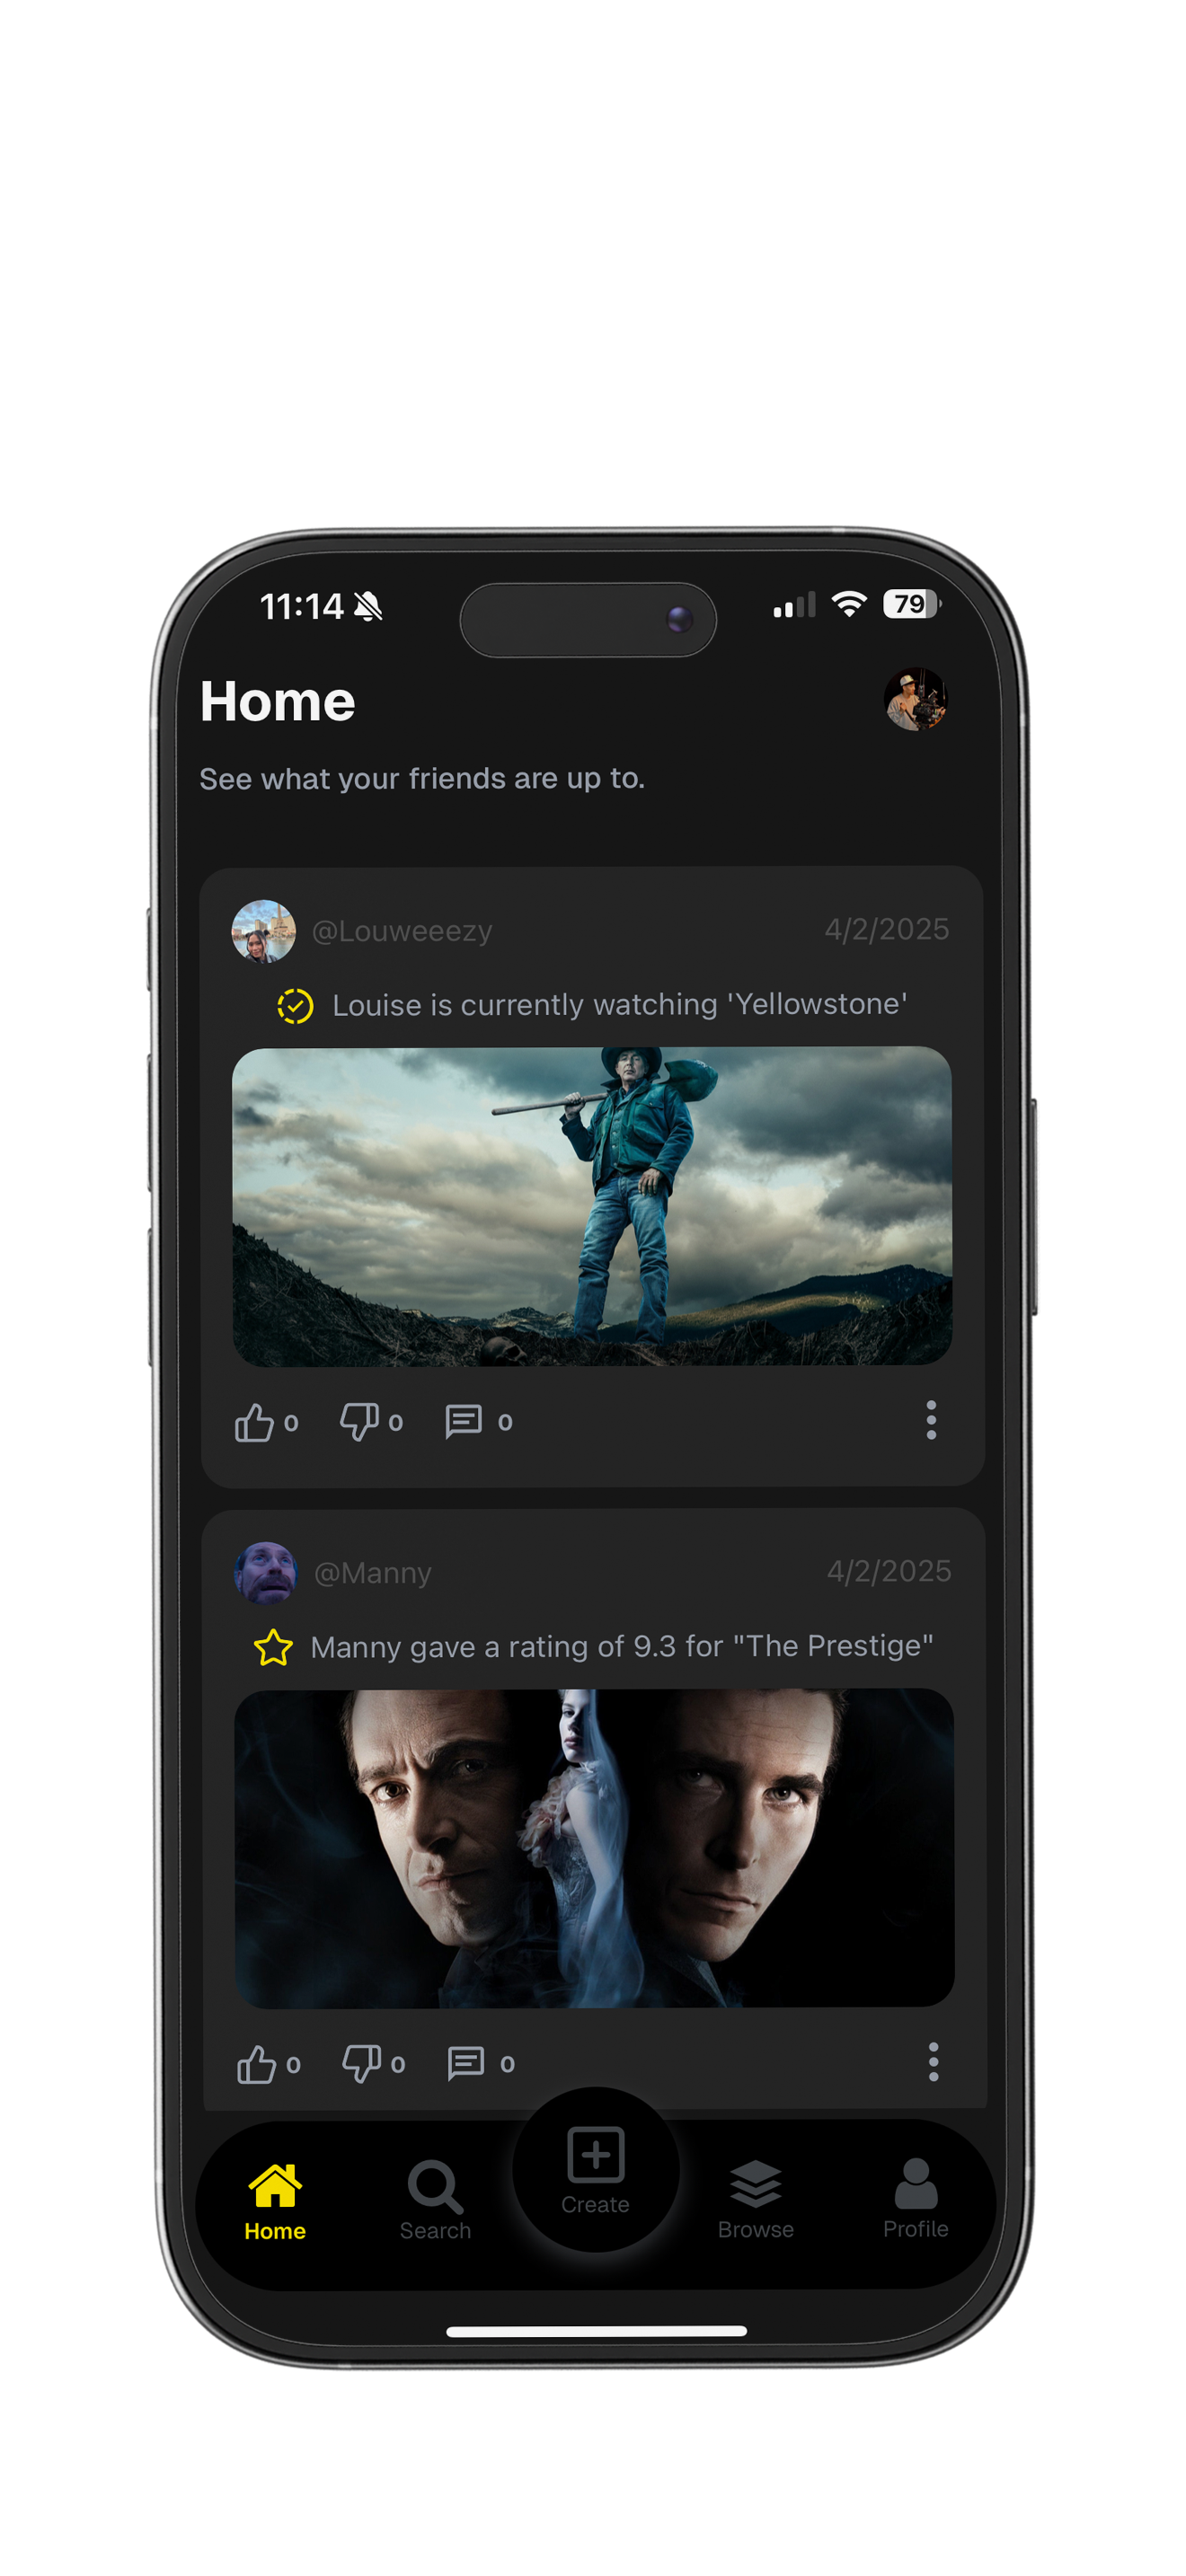 11:14
79
Home
See what your friends are up to.
@Louweeezy
4/2/2025
Louise is currently watching 'Yellowstone'
0 0 0
@Manny
4/2/2025
Manny gave a rating of 9.3 for "The Prestige"
0 0 0
Home Search Create Browse Profile